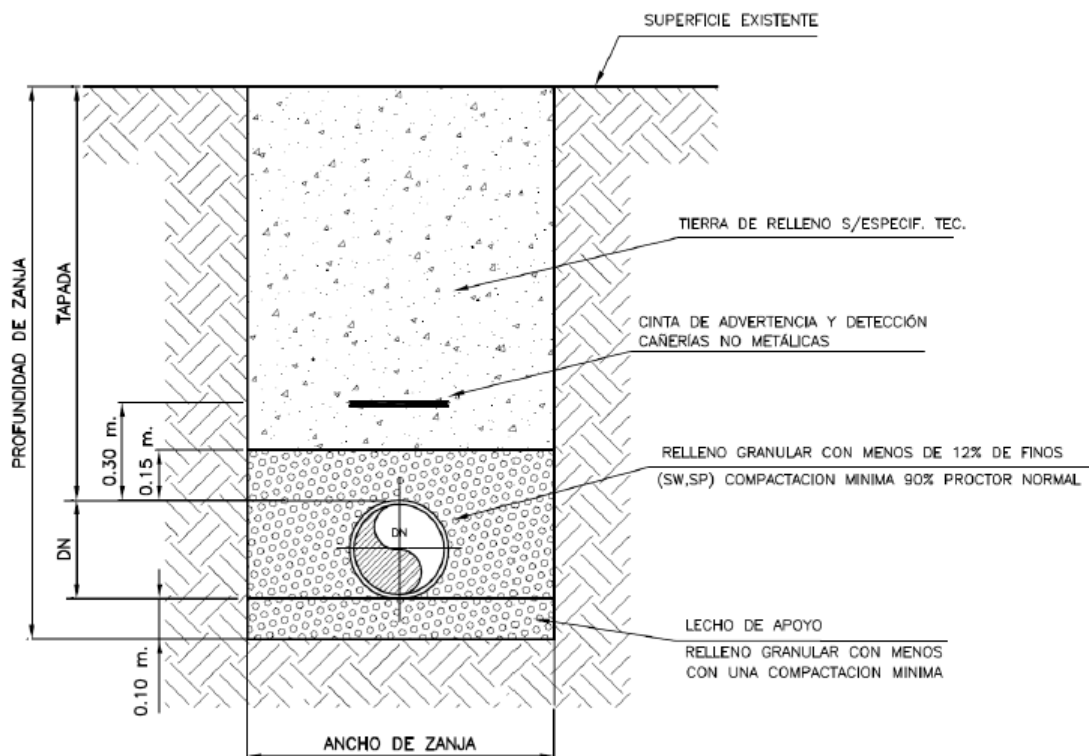 SUPERFICIE EXISTENTE
PROFUNDIDAD DE ZANJA
TAPADA
TIERRA DE RELLENO S/ESPECIF. TEC.
CINTA DE ADVERTENCIA Y DETECCIÓN
CAÑERÍAS NO METÁLICAS
0.30 m.
0.15 m.
RELLENO GRANULAR CON MENOS DE 12% DE FINOS
(SW,SP) COMPACTACION MINIMA 90% PROCTOR NORMAL
DN
DN
LECHO DE APOYO
RELLENO GRANULAR CON MENOS
CON UNA COMPACTACION MINIMA
0.10 m.
ANCHO DE ZANJA